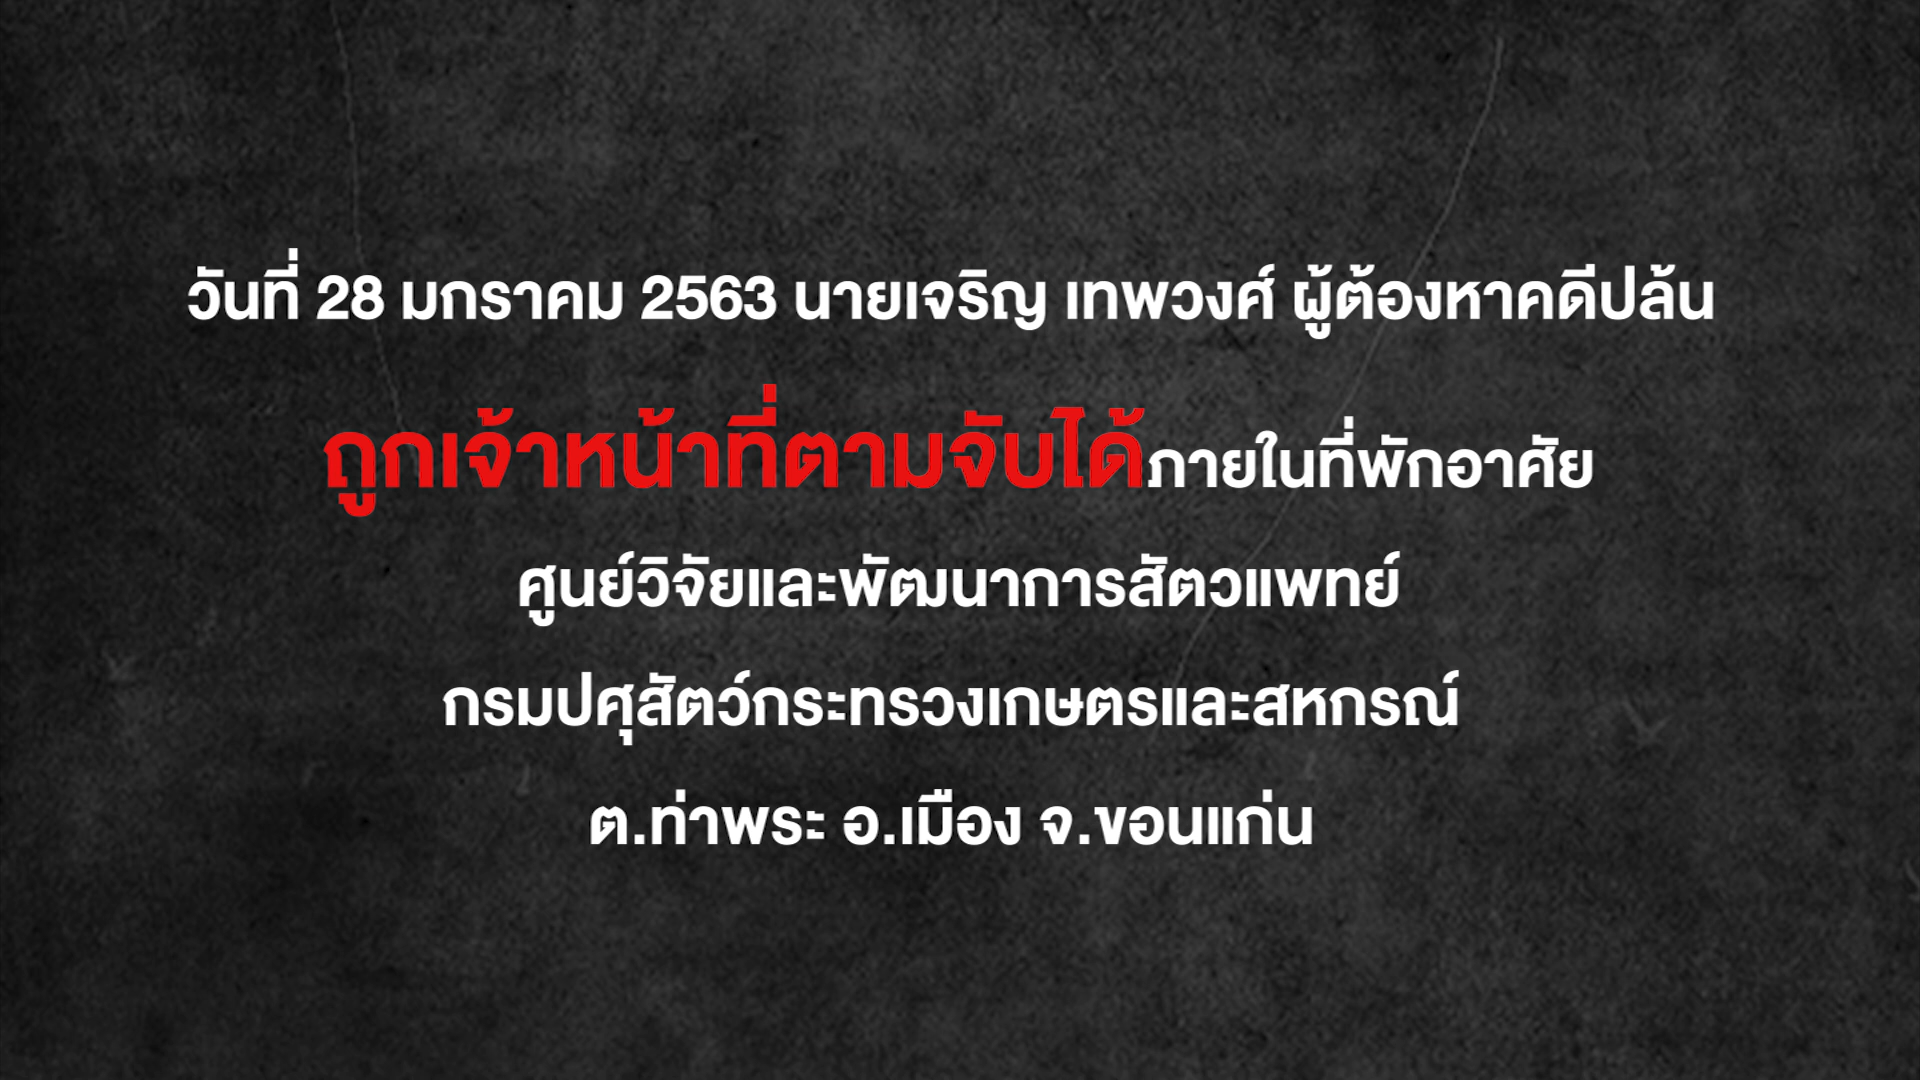 วันที่ 28 มกราคม 2563 นายเจริญ เทพวงศ์ ผู้ต้องหาคดีปล้น
ถูกเจ้าหน้าที่ตามจับได้ภายในที่พักอาศัย
ศูนย์วิจัยและพัฒนาการสัตวแพทย์
กรมปศุสัตว์กระทรวงเกษตรและสหกรณ์
ต.ท่าพระ อ.เมือง จ.ขอนแก่น